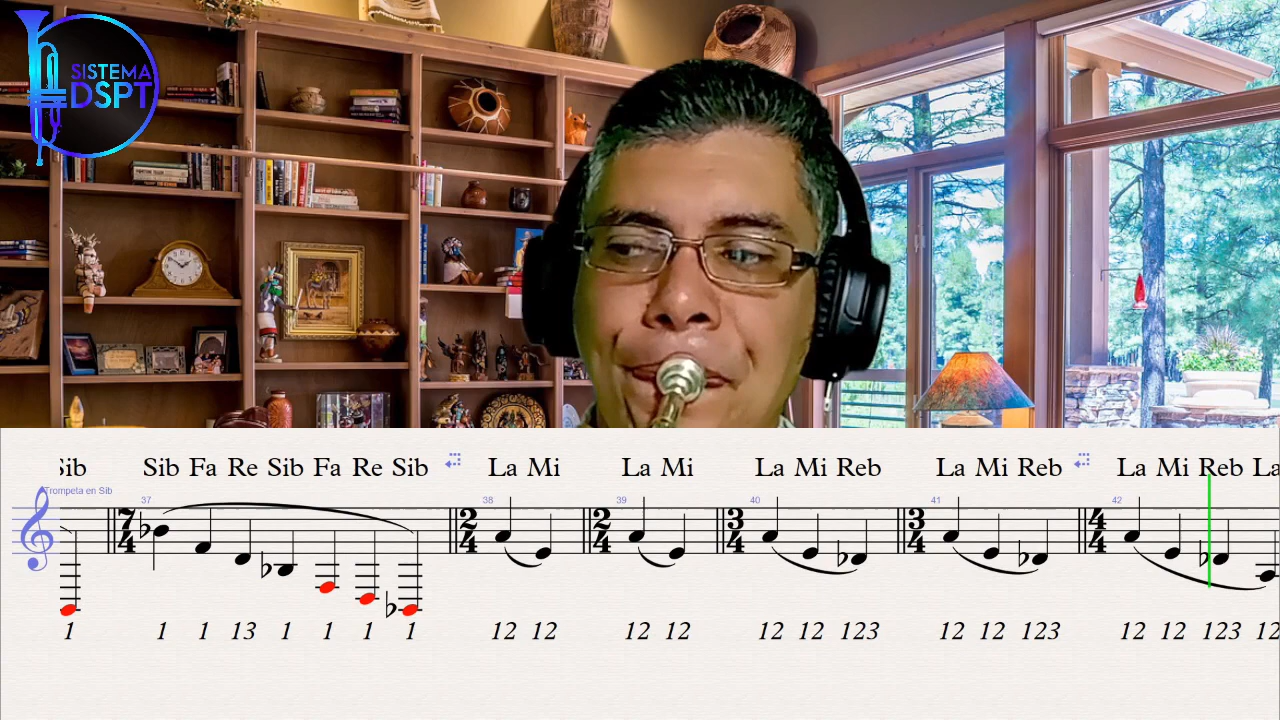 SISTEMA
DSPT
Sib Sib Fa Re Sib Fa Re Sib La Mi La Mi La Mi Reb La Mi Reb La Mi Reb La
Trompeta en Sib
37 38 39 40 41 42
7 2 2 3 3 4
4 4 4 4 4 4
1 1 1 13 1 1 1 1 12 12 12 12 12 12 123 12 12 123 12 12 123 12